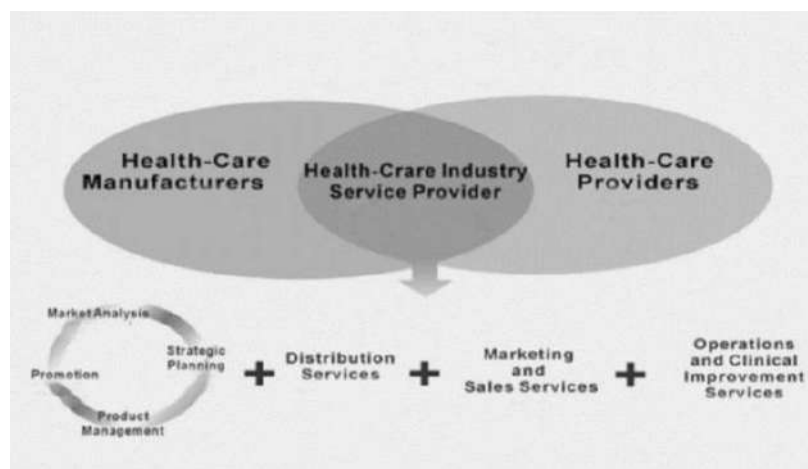 Health-Care
Manufacturers
Health-Crare Industry
Service Provider
Health-Care
Providers
Market Analysis
Strategic
Planning
Promotion
Product
Management
+
Distribution
Services
+
Marketing
and
Sales Services
+
Operations
and Clinical
Improvement
Services